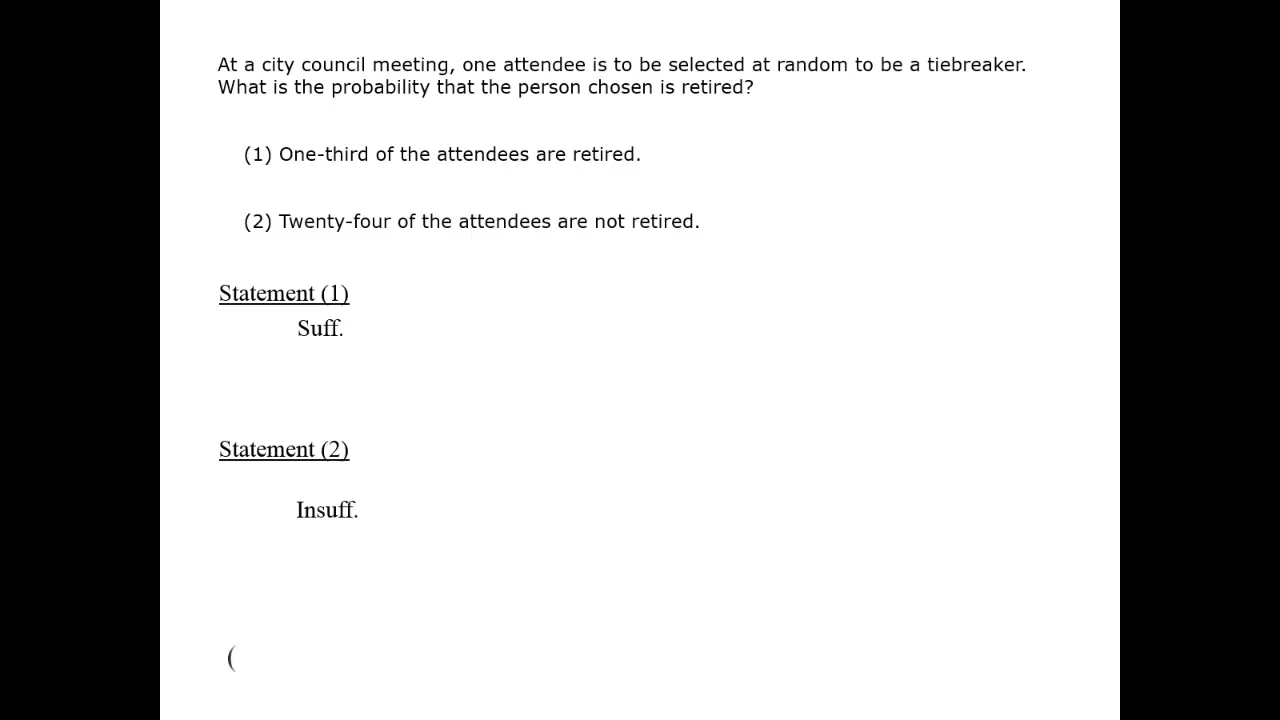 At a city council meeting, one attendee is to be selected at random to be a tiebreaker.
What is the probability that the person chosen is retired?
(1) One-third of the attendees are retired.
(2) Twenty-four of the attendees are not retired.
Statement (1)
Suff.
Statement (2)
Insuff.
(